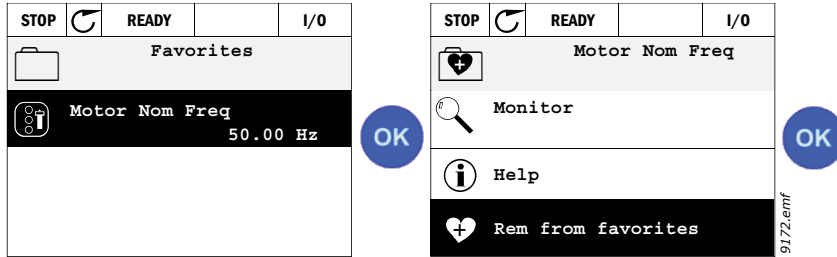 STOP READY I/O
Favorites
Motor Nom Freq
50.00 Hz
OK
STOP READY I/O
Motor Nom Freq
Monitor
Help
Rem from favorites
OK
9172.emf